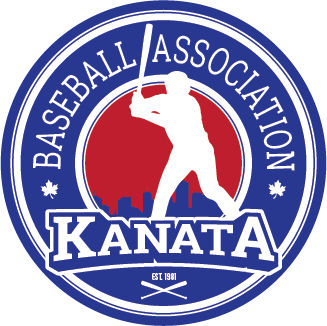 BASEBALL ASSOCIATION
KANATA
EST. 1981